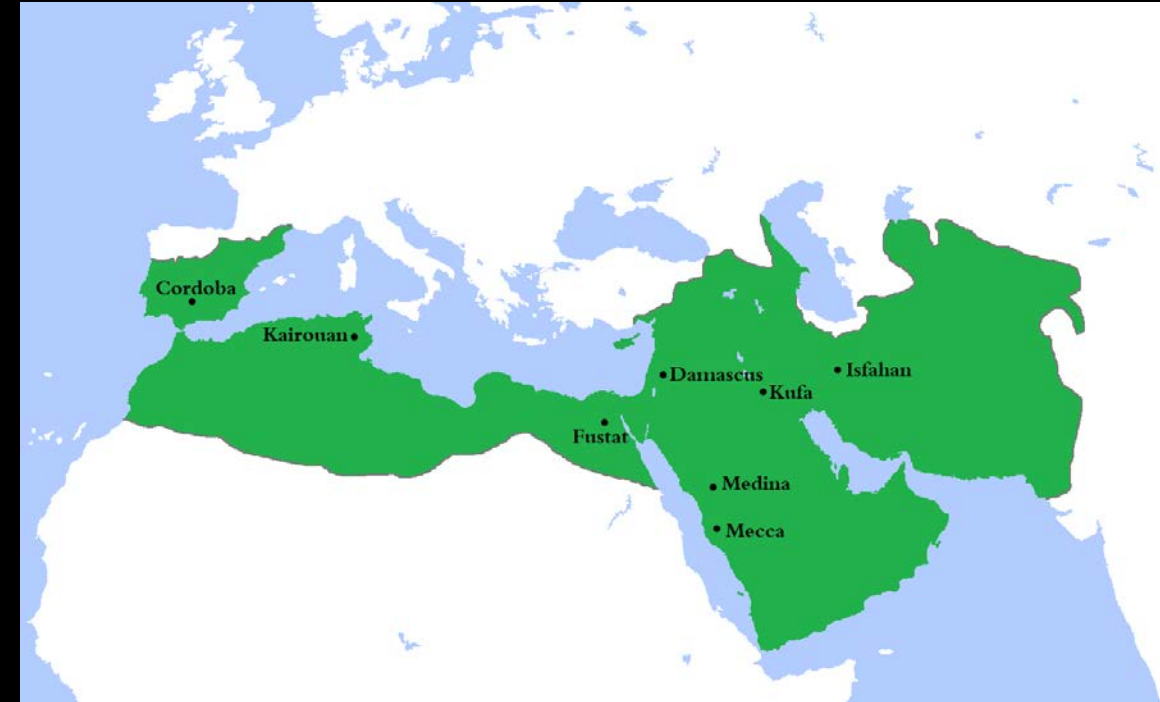 Cordoba
Kairouan
Damascus
Isfahan
Kufa
Fustat
Medina
Mecca